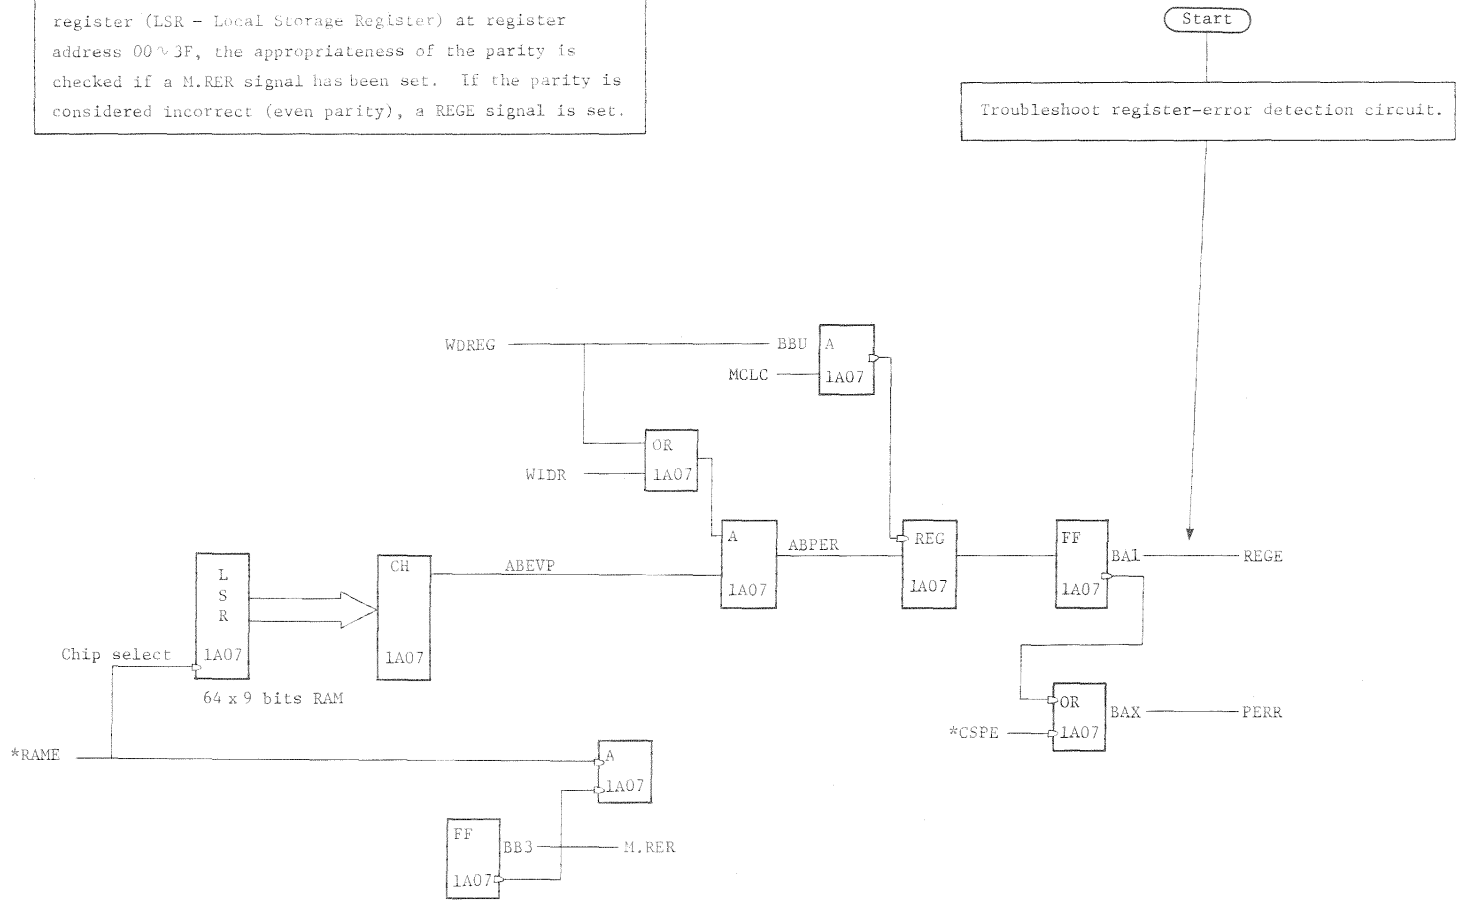 register (LSR - Local Storage Register) at register
address 00 ~ 3F, the appropriateness of the parity is
checked if a M.RER signal has been set. If the parity is
considered incorrect (even parity), a REGE signal is set.
Start
Troubleshoot register-error detection circuit.
WDREG
BBU
A
MCLC
1A07
OR
WIDR
1A07
A
ABPER
REG
FF
BA1
REGE
L
S
R
CH
ABEVP
1A07
1A07
1A07
Chip select
1A07
1A07
64 x 9 bits RAM
OR
BAX
PERR
*CSPE
1A07
*RAME
A
1A07
FF
BB3
M.RER
1A07